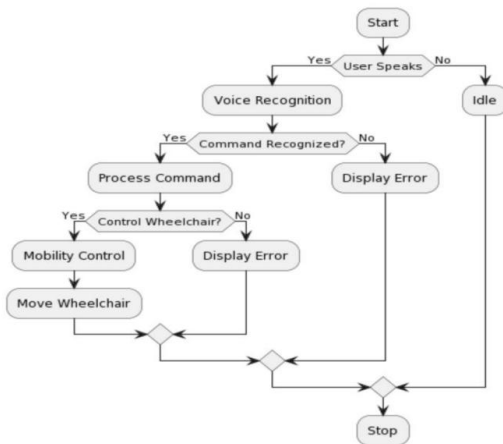 Start
Yes
User Speaks
No
Voice Recognition
Idle
Yes
Command Recognized?
No
Process Command
Display Error
Yes
Control Wheelchair?
No
Mobility Control
Display Error
Move Wheelchair
Stop